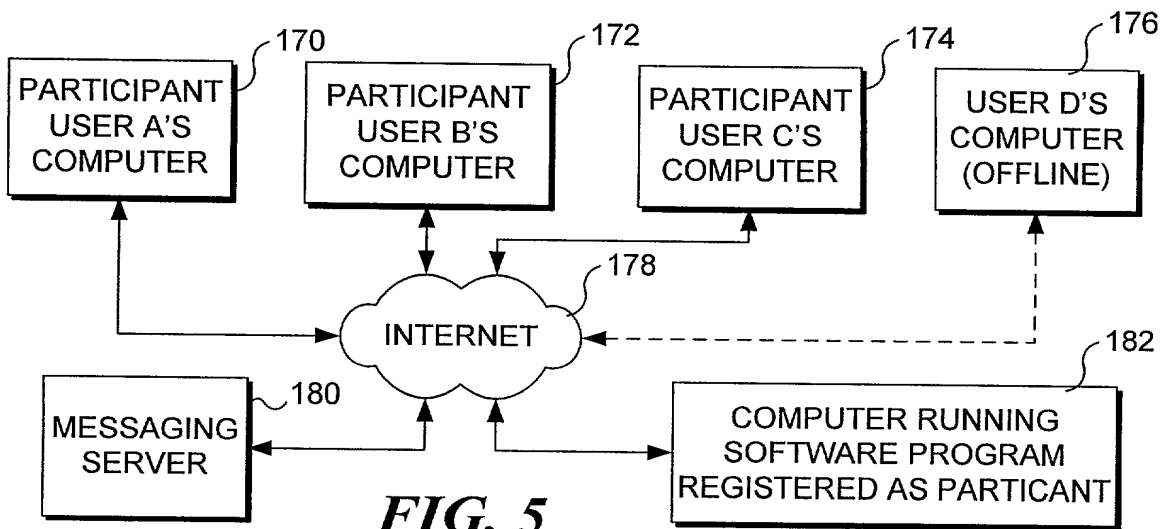 170
PARTICIPANT
USER A'S
COMPUTER
172
PARTICIPANT
USER B'S
COMPUTER
174
PARTICIPANT
USER C'S
COMPUTER
176
USER D'S
COMPUTER
(OFFLINE)
178
INTERNET
180
MESSAGING
SERVER
182
COMPUTER RUNNING
SOFTWARE PROGRAM
REGISTERED AS PARTICANT
FIG. 5